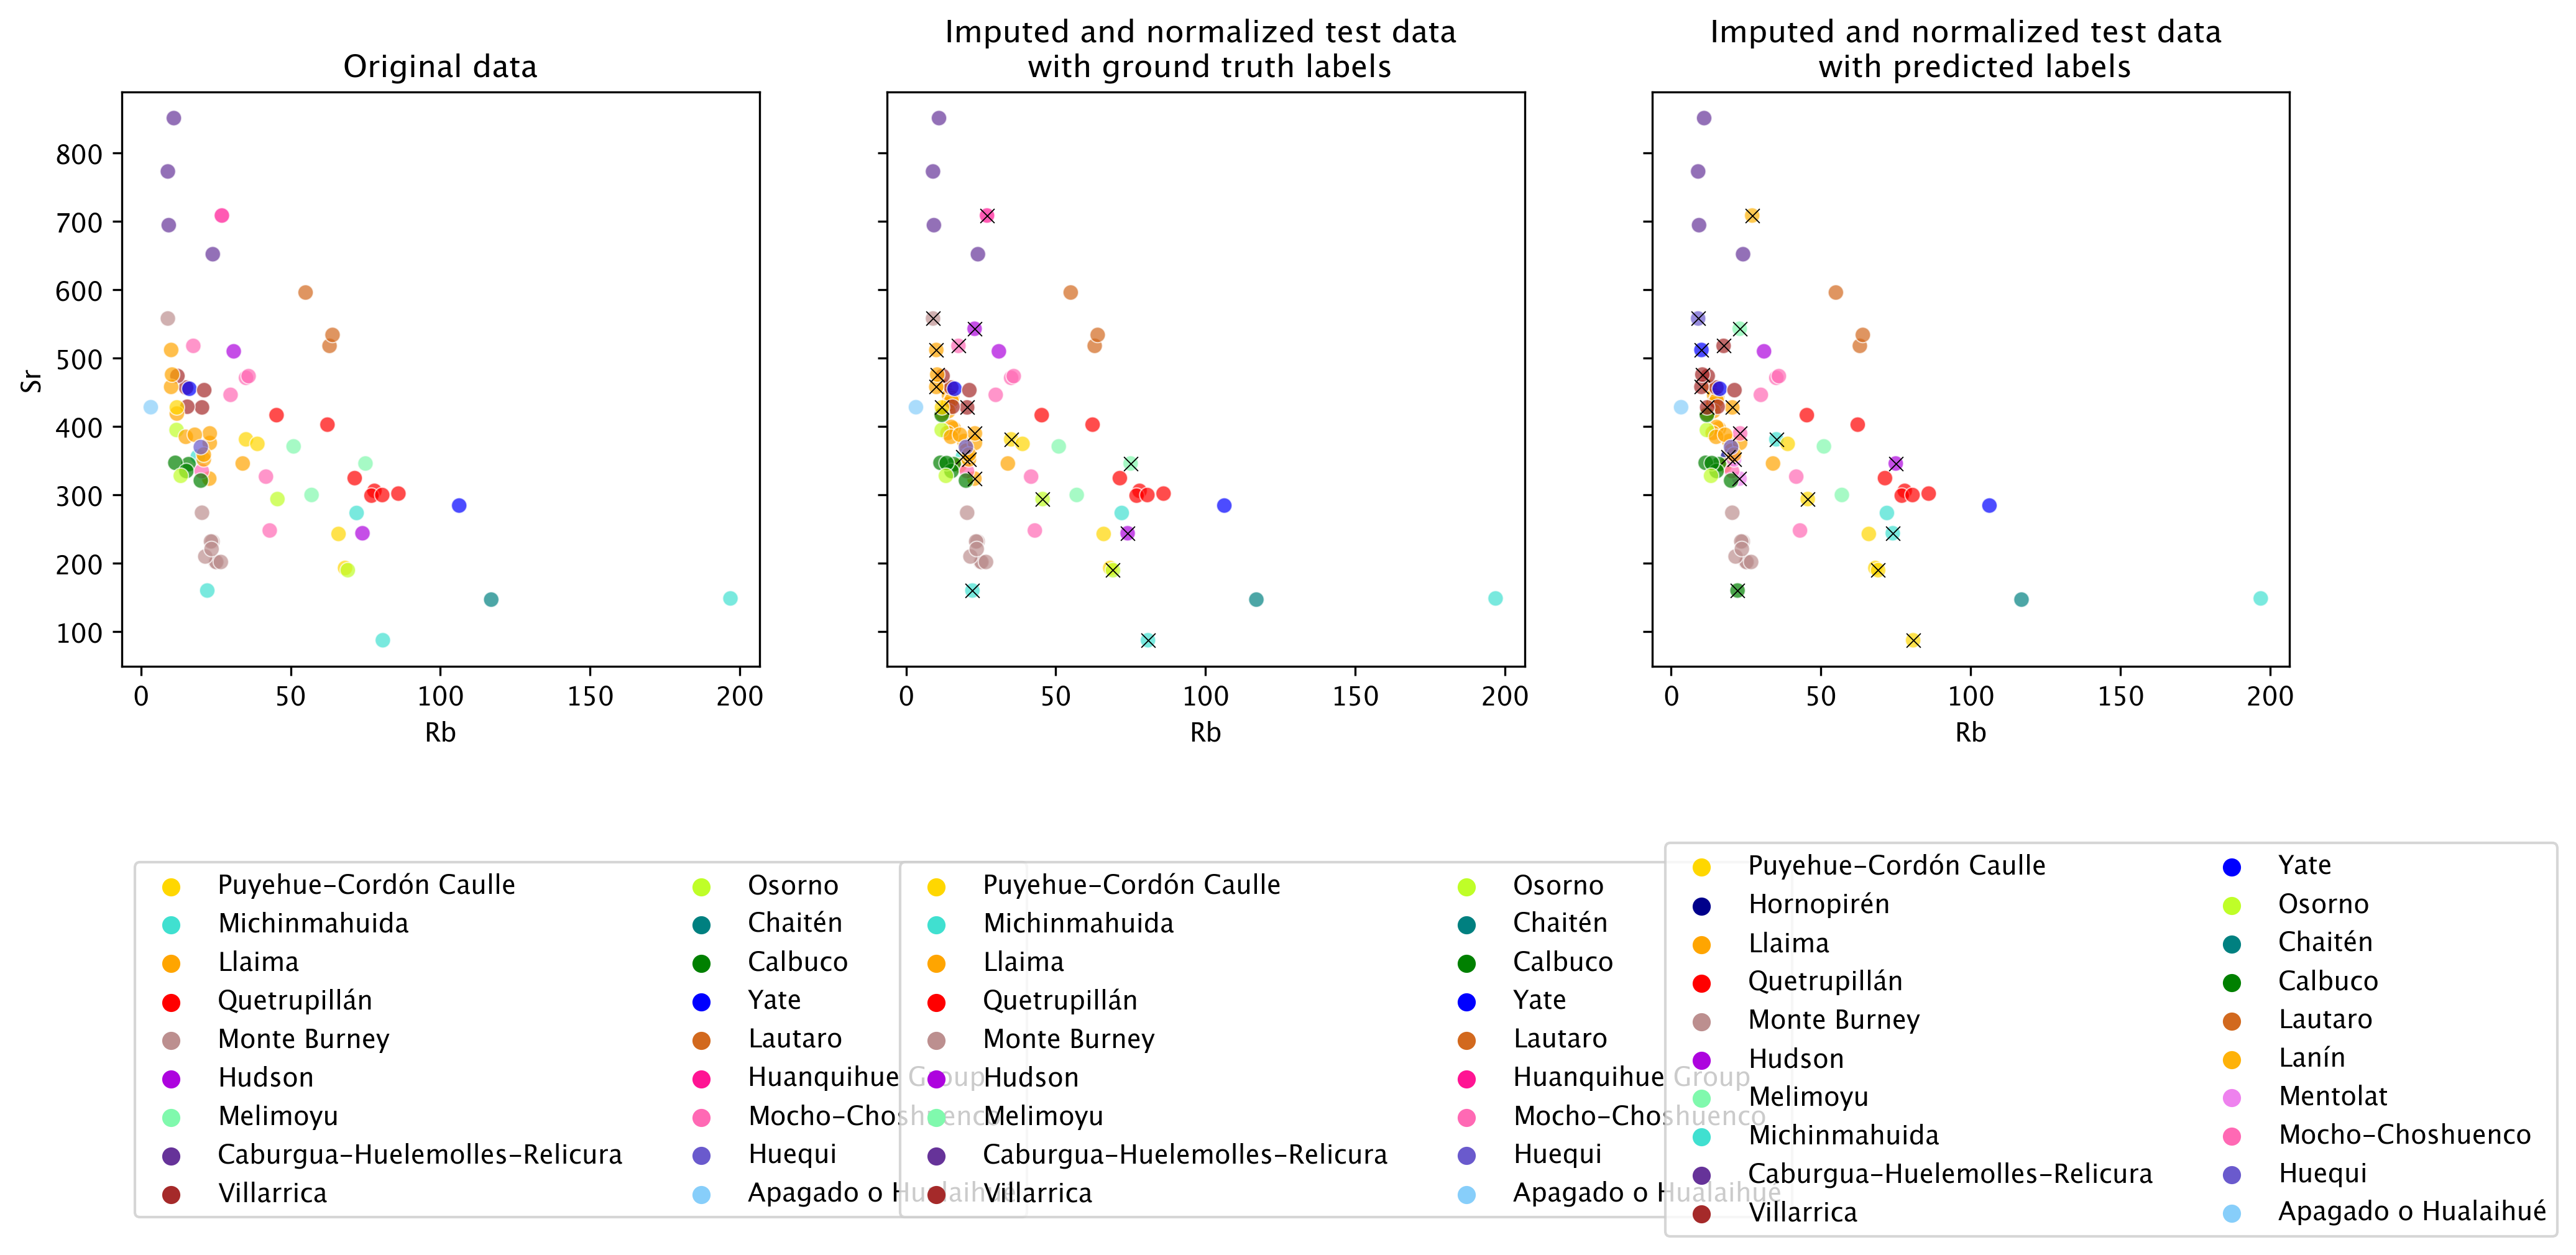 Original data
Imputed and normalized test data
with ground truth labels
Imputed and normalized test data
with predicted labels
Sr
800
700
600
500
400
300
200
100
0 50 100 150 200
Rb
0 50 100 150 200
Rb
0 50 100 150 200
Rb
Puyehue-Cordón Caulle
Michinmahuida
Llaima
Quetrupillán
Monte Burney
Hudson
Melimoyu
Caburgua-Huelemolles-Relicura
Villarrica
Osorno
Chaitén
Calbuco
Yate
Lautaro
Huanquihue Group
Mocho-Choshuenco
Huequi
Apagado o Hualaihué
Puyehue-Cordón Caulle
Michinmahuida
Llaima
Quetrupillán
Monte Burney
Hudson
Melimoyu
Caburgua-Huelemolles-Relicura
Villarrica
Osorno
Chaitén
Calbuco
Yate
Lautaro
Huanquihue Group
Mocho-Choshuenco
Huequi
Apagado o Hualaihue
Puyehue-Cordón Caulle
Hornopirén
Llaima
Quetrupillán
Monte Burney
Hudson
Melimoyu
Michinmahuida
Caburgua-Huelemolles-Relicura
Villarrica
Yate
Osorno
Chaitén
Calbuco
Lautaro
Lanín
Mentolat
Mocho-Choshuenco
Huequi
Apagado o Hualaihué